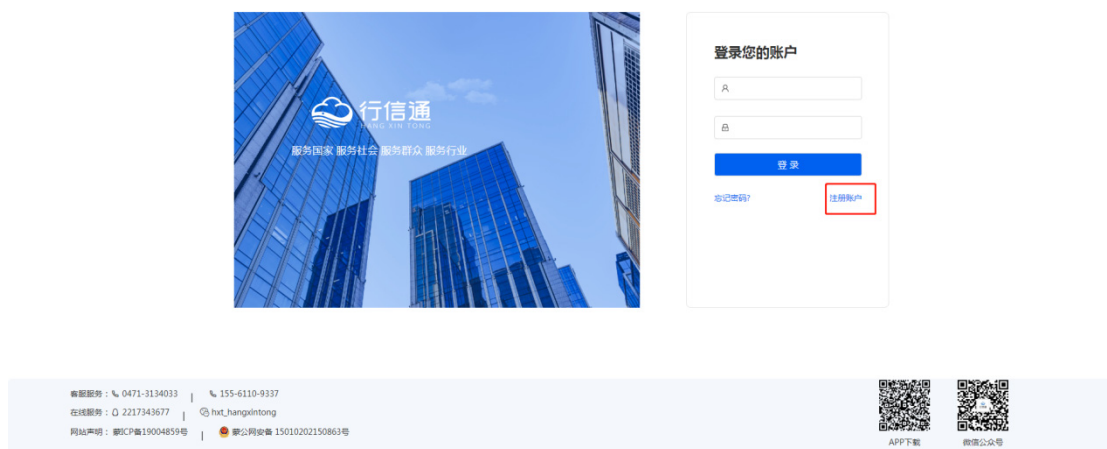 行信通
HANG XIN TONG
服务国家 服务社会 服务群众 服务行业
登录您的账户
登 录
忘记密码? 注册账户
客服服务： 0471-3134033 | 155-6110-9337
在线服务： 2217343677 | hxt_hangxintong
网站声明： 蒙ICP备19004859号 | 蒙公网安备 15010202150863号
APP下载 微信公众号